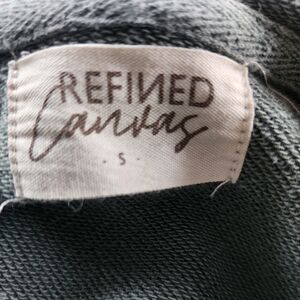 REFINED
Canvas
· S ·